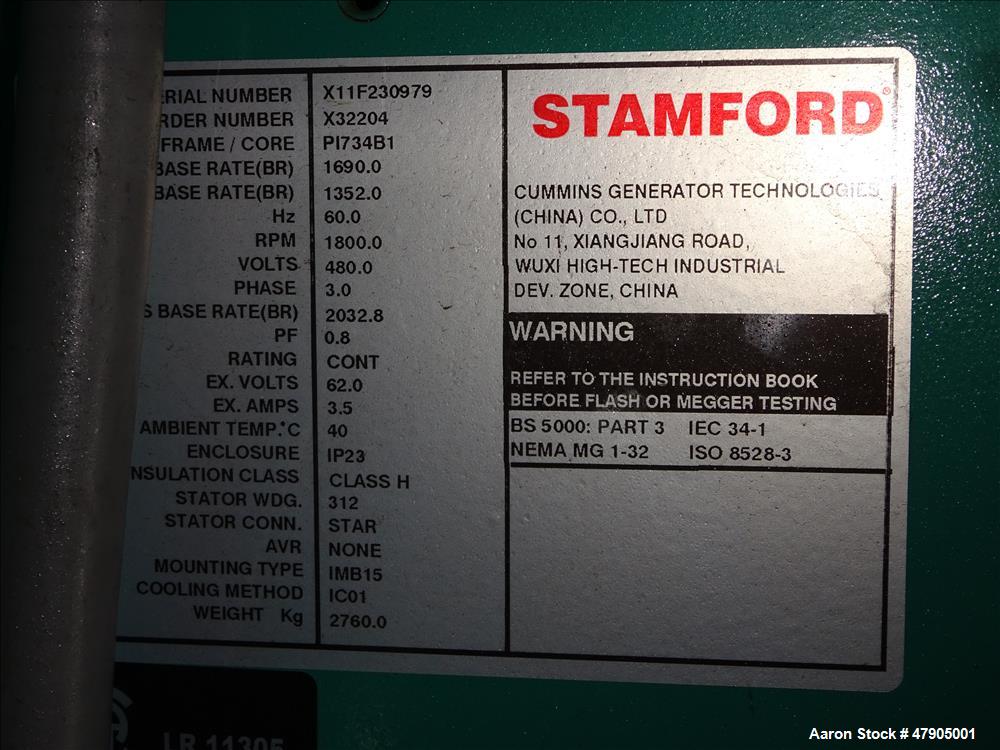 ERIAL NUMBER X11F230979
RDER NUMBER X32204
FRAME / CORE PI734B1
BASE RATE(BR) 1690.0
BASE RATE(BR) 1352.0
Hz 60.0
RPM 1800.0
VOLTS 480.0
PHASE 3.0
S BASE RATE(BR) 2032.8
PF 0.8
RATING CONT
EX. VOLTS 62.0
EX. AMPS 3.5
AMBIENT TEMP.°C 40
ENCLOSURE IP23
NSULATION CLASS CLASS H
STATOR WDG. 312
STATOR CONN. STAR
AVR NONE
MOUNTING TYPE IMB15
COOLING METHOD IC01
WEIGHT Kg 2760.0
STAMFORD®
CUMMINS GENERATOR TECHNOLOGIES
(CHINA) CO., LTD
No 11, XIANGJIANG ROAD,
WUXI HIGH-TECH INDUSTRIAL
DEV. ZONE, CHINA
WARNING
REFER TO THE INSTRUCTION BOOK
BEFORE FLASH OR MEGGER TESTING
BS 5000: PART 3 IEC 34-1
NEMA MG 1-32 ISO 8528-3
LR 11305
Aaron Stock # 47905001